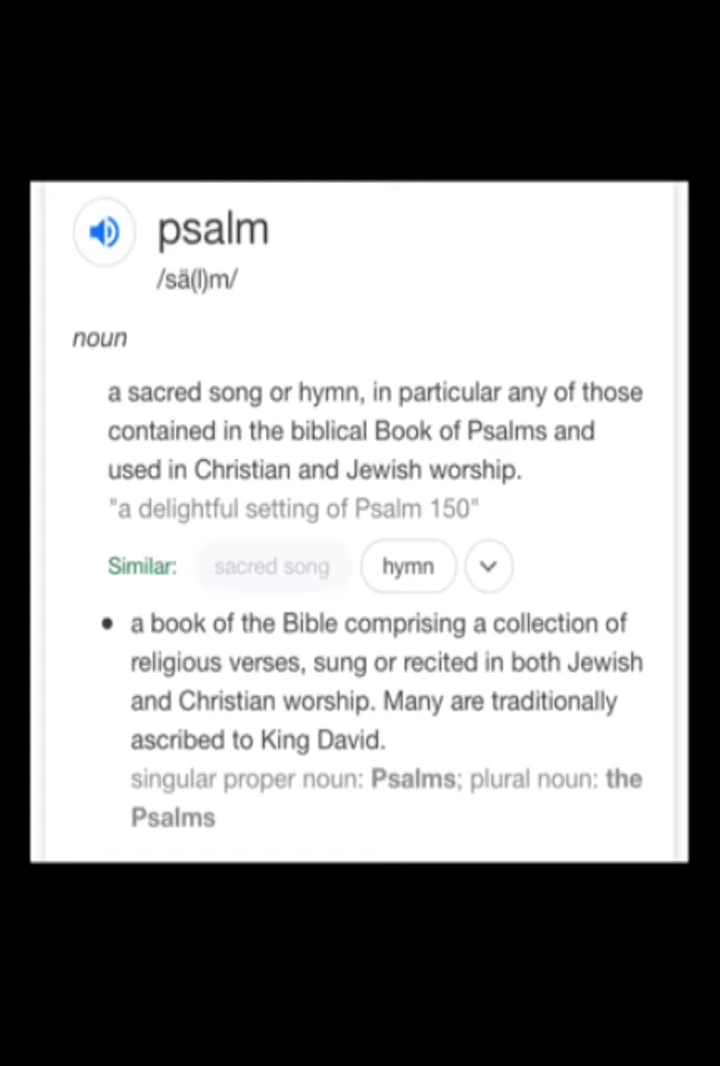 psalm
/sä(l)m/
noun
a sacred song or hymn, in particular any of those
contained in the biblical Book of Psalms and
used in Christian and Jewish worship.
"a delightful setting of Psalm 150"
Similar: sacred song hymn
• a book of the Bible comprising a collection of
religious verses, sung or recited in both Jewish
and Christian worship. Many are traditionally
ascribed to King David.
singular proper noun: Psalms; plural noun: the
Psalms